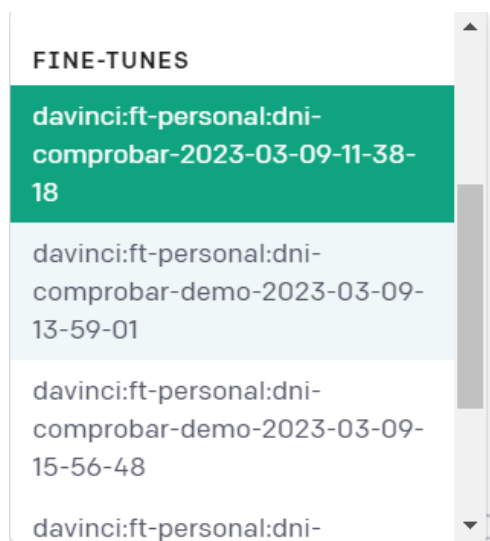 FINE-TUNES
davinci:ft-personal:dni-
comprobar-2023-03-09-11-38-
18
davinci:ft-personal:dni-
comprobar-demo-2023-03-09-
13-59-01
davinci:ft-personal:dni-
comprobar-demo-2023-03-09-
15-56-48
davinci:ft-personal:dni-